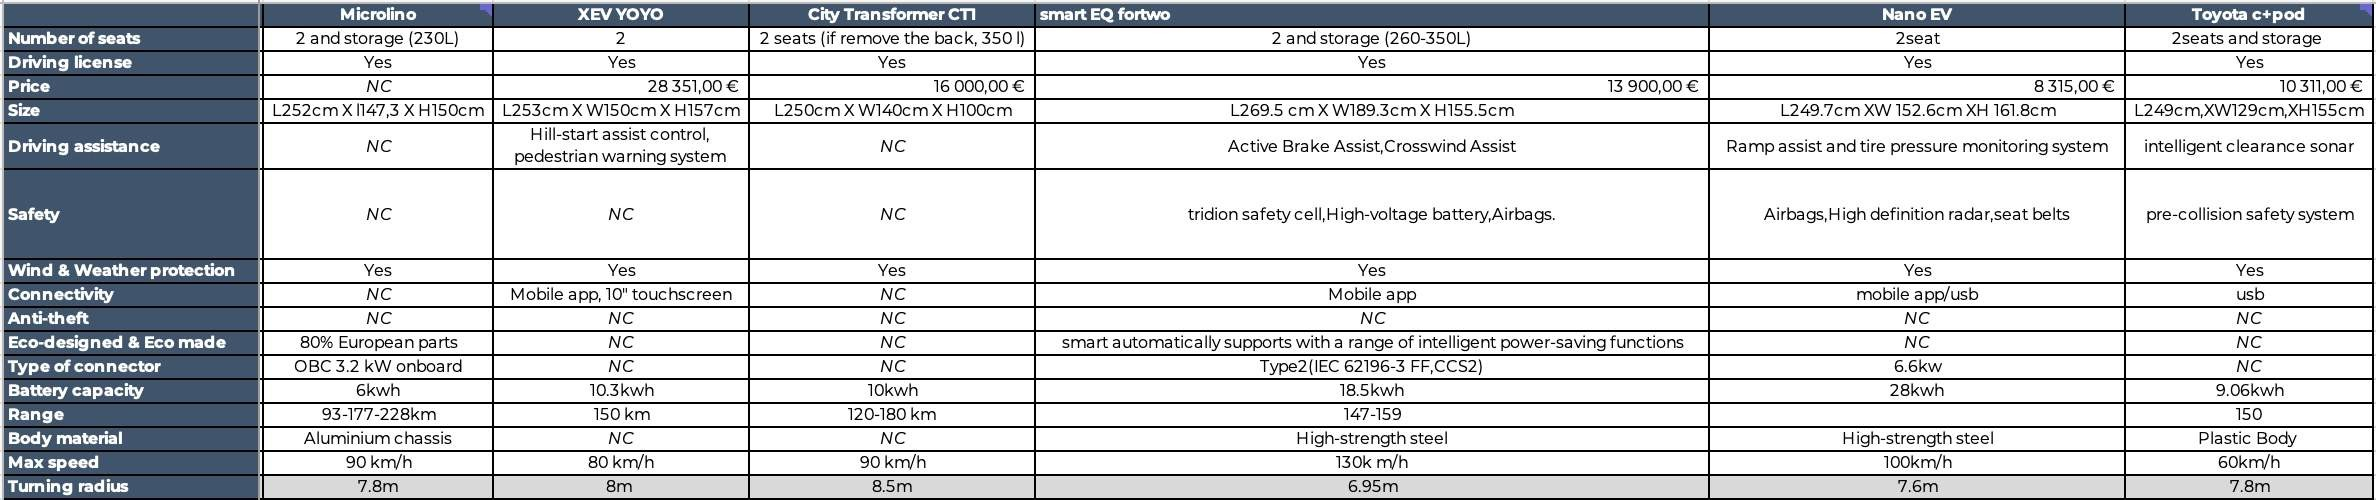 Microlino XEV YOYO City Transformer CT1 smart EQ fortwo Nano EV Toyota c+pod
Number of seats 2 and storage (230L) 2 2 seats (if remove the back, 350 l) 2 and storage (260-350L) 2seat 2seats and storage
Driving license Yes Yes Yes Yes Yes Yes
Price NC 28 351,00 € 16 000,00 € 13 900,00 € 8 315,00 € 10 311,00 €
Size L252cm X l147,3 X H150cm L253cm X W150cm X H157cm L250cm X W140cm X H100cm L269.5 cm X W189.3cm X H155.5cm L249.7cm XW 152.6cm XH 161.8cm L249cm,XW129cm,XH155cm
Driving assistance NC Hill-start assist control, pedestrian warning system NC Active Brake Assist,Crosswind Assist Ramp assist and tire pressure monitoring system intelligent clearance sonar
Safety NC NC NC tridion safety cell,High-voltage battery,Airbags. Airbags,High definition radar,seat belts pre-collision safety system
Wind & Weather protection Yes Yes Yes Yes Yes Yes
Connectivity NC Mobile app, 10" touchscreen NC Mobile app mobile app/usb usb
Anti-theft NC NC NC NC NC NC
Eco-designed & Eco made 80% European parts NC NC smart automatically supports with a range of intelligent power-saving functions NC NC
Type of connector OBC 3.2 kW onboard NC NC Type2(IEC 62196-3 FF,CCS2) 6.6kw NC
Battery capacity 6kwh 10.3kwh 10kwh 18.5kwh 28kwh 9.06kwh
Range 93-177-228km 150 km 120-180 km 147-159 150
Body material Aluminium chassis NC NC High-strength steel High-strength steel Plastic Body
Max speed 90 km/h 80 km/h 90 km/h 130k m/h 100km/h 60km/h
Turning radius 7.8m 8m 8.5m 6.95m 7.6m 7.8m